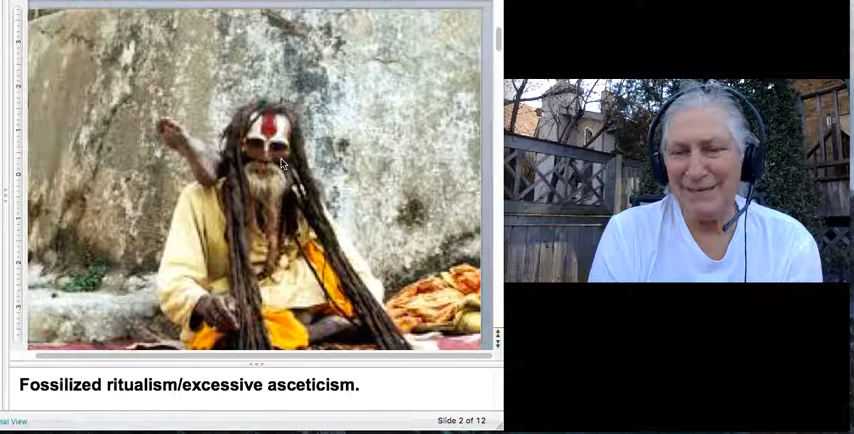 Fossilized ritualism/excessive asceticism.
Slide 2 of 12